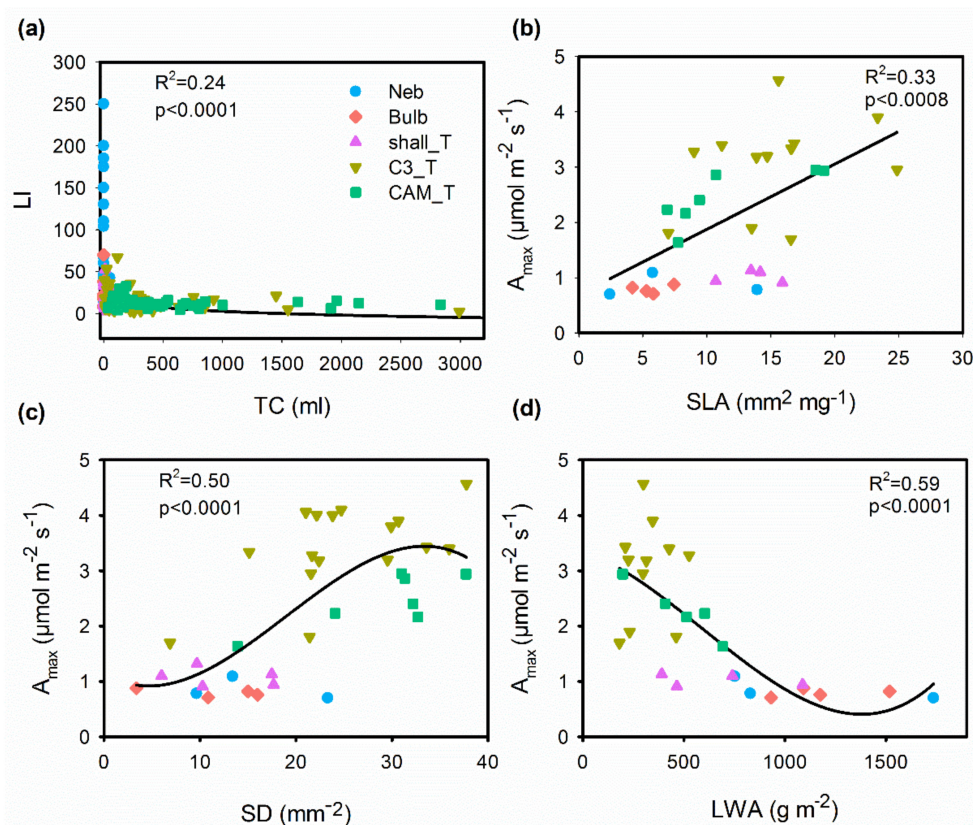 (a)
R²=0.24
p<0.0001
Neb
Bulb
shall_T
C3_T
CAM_T
300
250
200
150
100
50
0
LI
0 500 1000 1500 2000 2500 3000
TC (ml)
(b)
R²=0.33
p<0.0008
5
4
3
2
1
0
Amax (µmol m⁻² s⁻¹)
0 5 10 15 20 25 30
SLA (mm² mg⁻¹)
(c)
R²=0.50
p<0.0001
5
4
3
2
1
0
Amax (µmol m⁻² s⁻¹)
0 10 20 30 40
SD (mm⁻²)
(d)
R²=0.59
p<0.0001
5
4
3
2
1
0
Amax (µmol m⁻² s⁻¹)
0 500 1000 1500
LWA (g m⁻²)